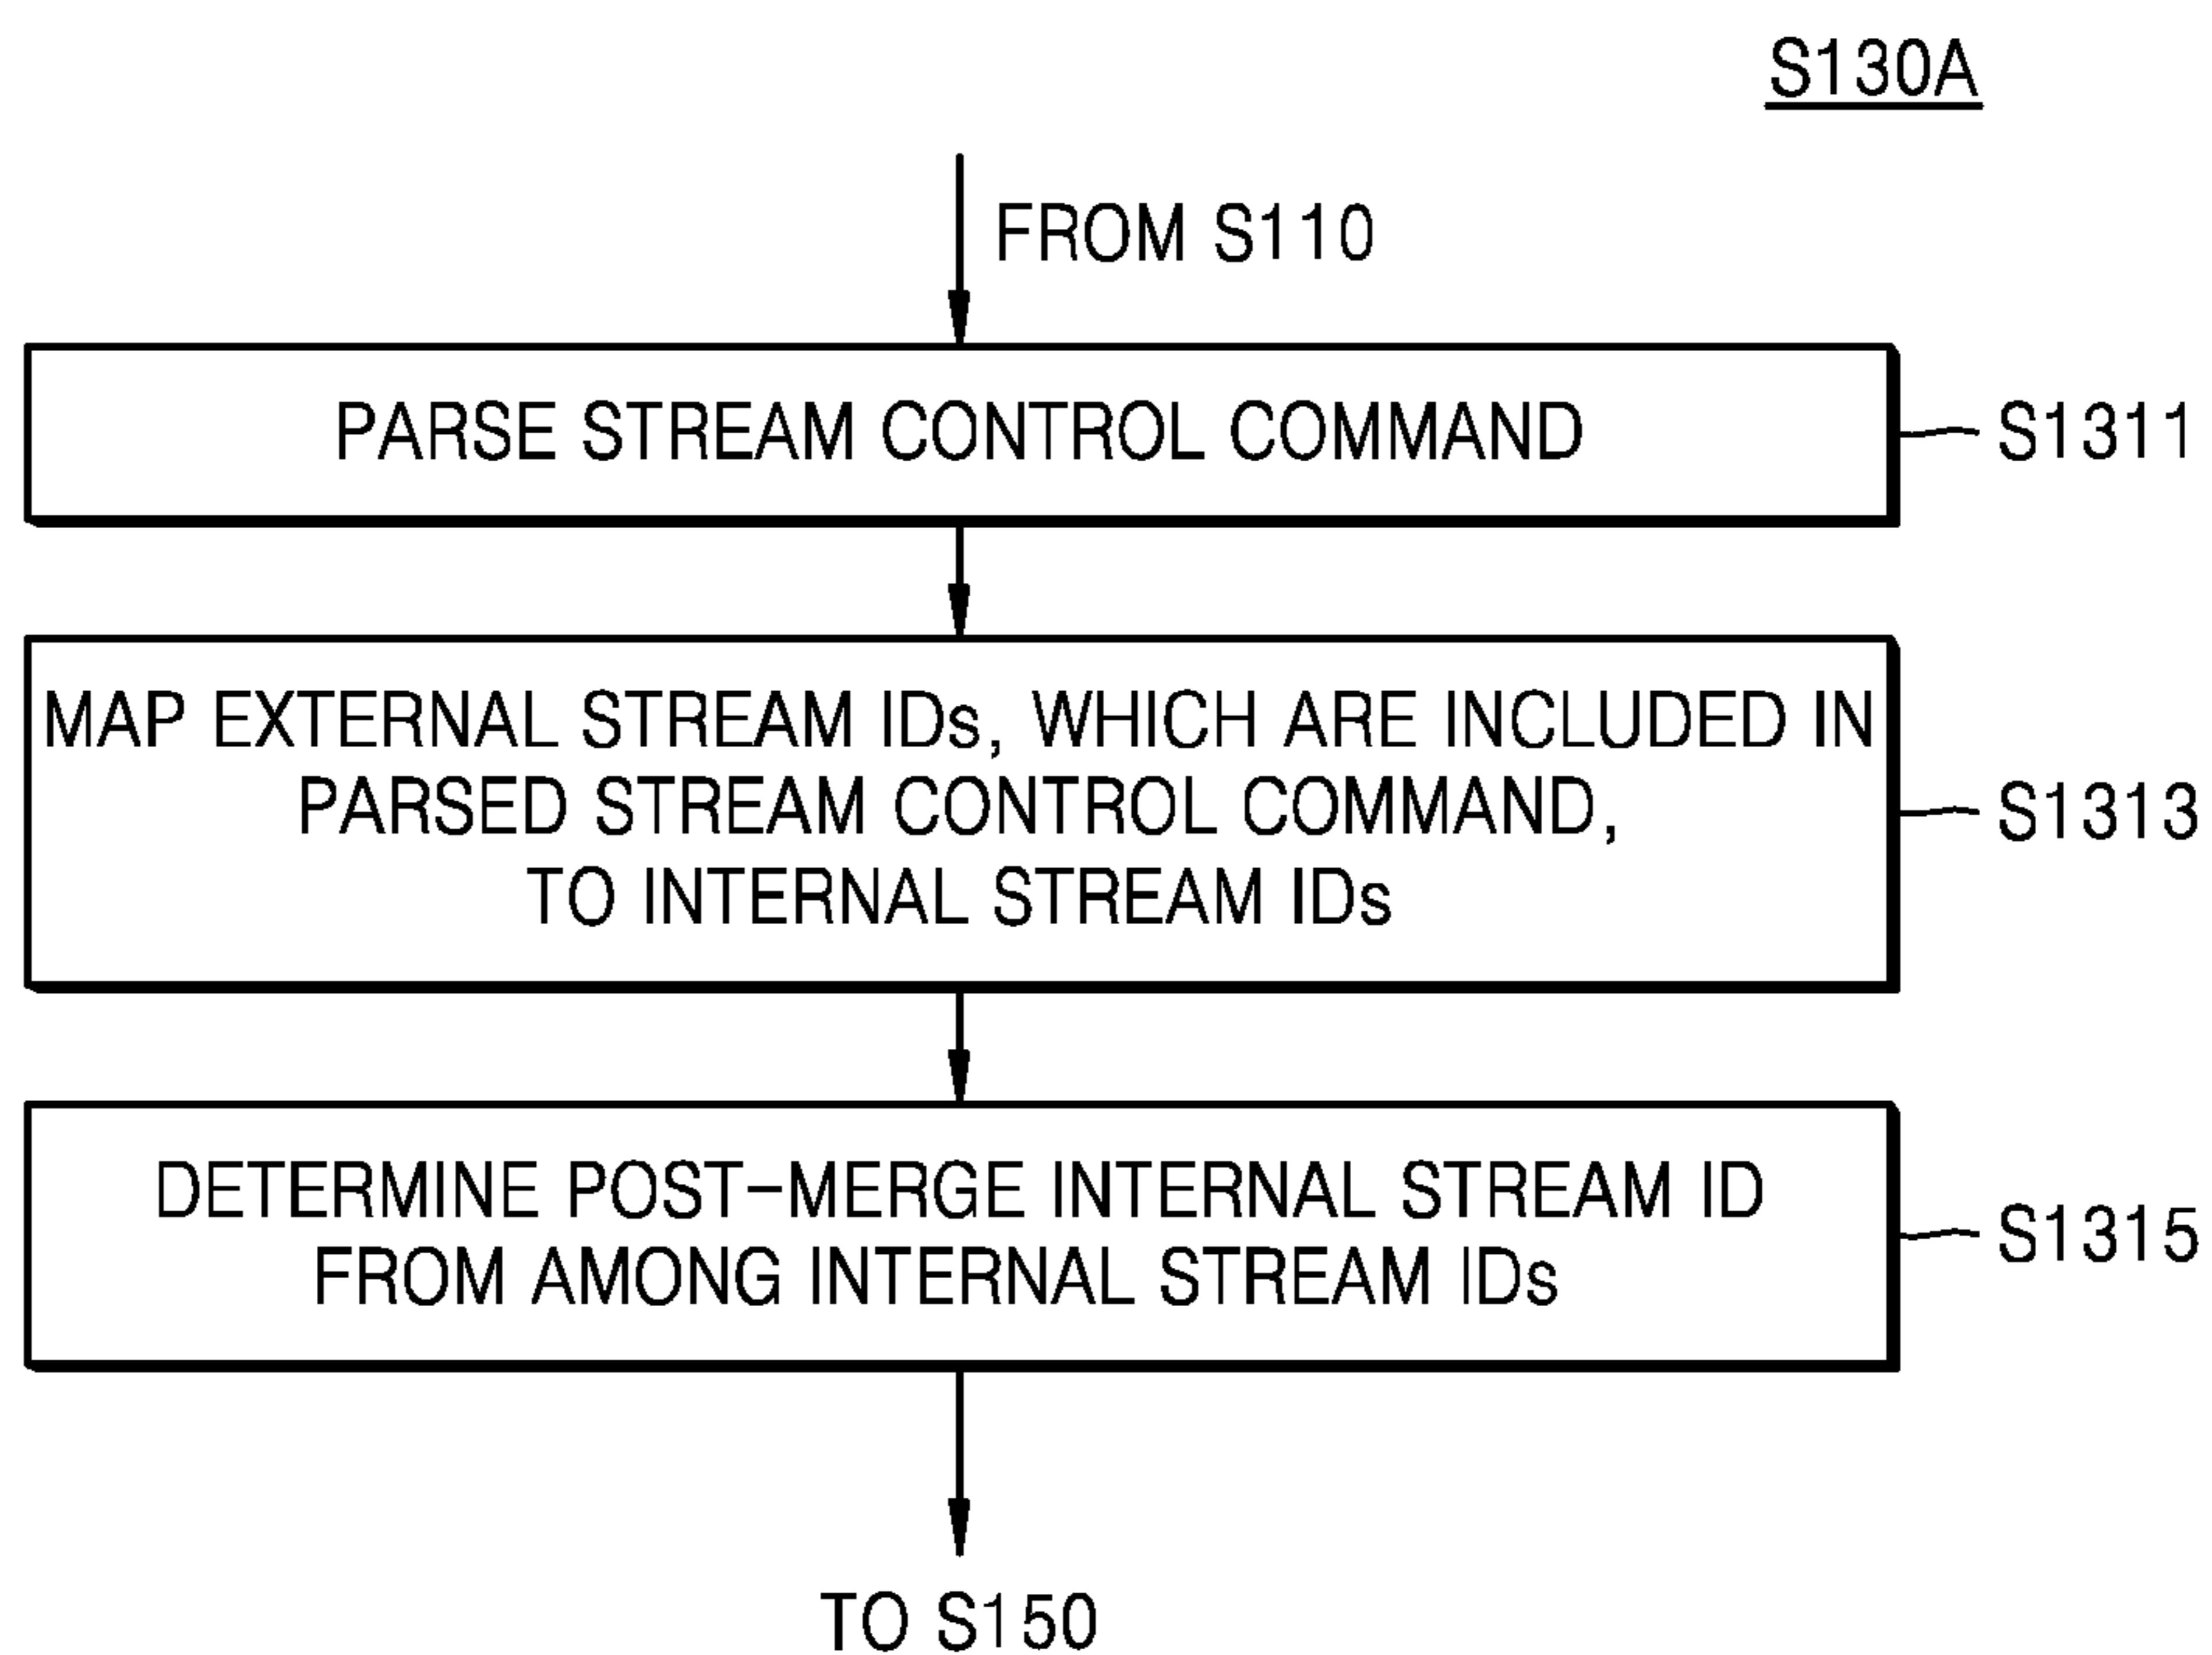 S130A
FROM S110
PARSE STREAM CONTROL COMMAND
S1311
MAP EXTERNAL STREAM IDs, WHICH ARE INCLUDED IN
PARSED STREAM CONTROL COMMAND,
TO INTERNAL STREAM IDs
S1313
DETERMINE POST-MERGE INTERNAL STREAM ID
FROM AMONG INTERNAL STREAM IDs
S1315
TO S150